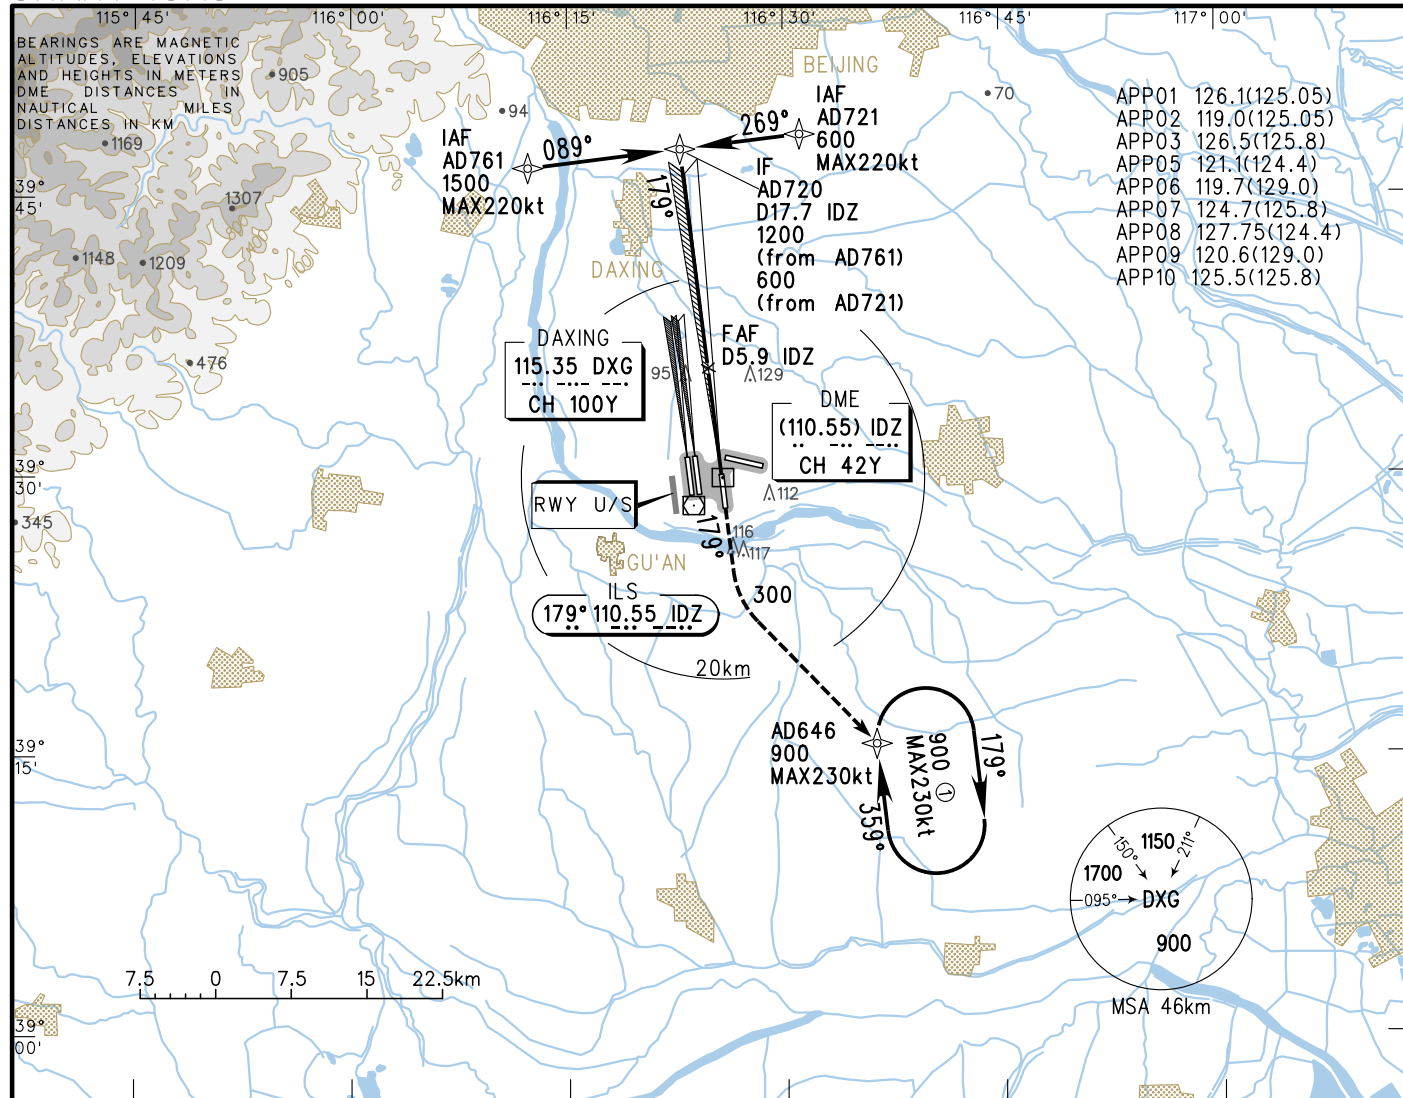 115° 45'
116° 00'
116° 15'
116° 30'
116° 45'
117° 00'
BEARINGS ARE MAGNETIC
ALTITUDES, ELEVATIONS
AND HEIGHTS IN METERS
DME DISTANCES IN
NAUTICAL MILES
DISTANCES IN KM
905
94
1169
1307
1148
1209
800
400
100
476
345
70
BEIJING
IAF
AD761
1500
MAX220kt
089°
269°
IAF
AD721
600
MAX220kt
179°
IF
AD720
D17.7 IDZ
1200
(from AD761)
600
(from AD721)
APP01 126.1(125.05)
APP02 119.0(125.05)
APP03 126.5(125.8)
APP05 121.1(124.4)
APP06 119.7(129.0)
APP07 124.7(125.8)
APP08 127.75(124.4)
APP09 120.6(129.0)
APP10 125.5(125.8)
39°
45'
DAXING
DAXING
115.35 DXG
CH 100Y
95
FAF
D5.9 IDZ
129
DME
(110.55) IDZ
CH 42Y
39°
30'
RWY U/S
112
179°
116
117
GU'AN
ILS
179° 110.55 IDZ
300
20km
AD646
900
MAX230kt
900 ①
MAX230kt
179°
359°
39°
15'
1150
150°
211°
1700
095°
DXG
900
MSA 46km
7.5 0 7.5 15 22.5km
39°
00'